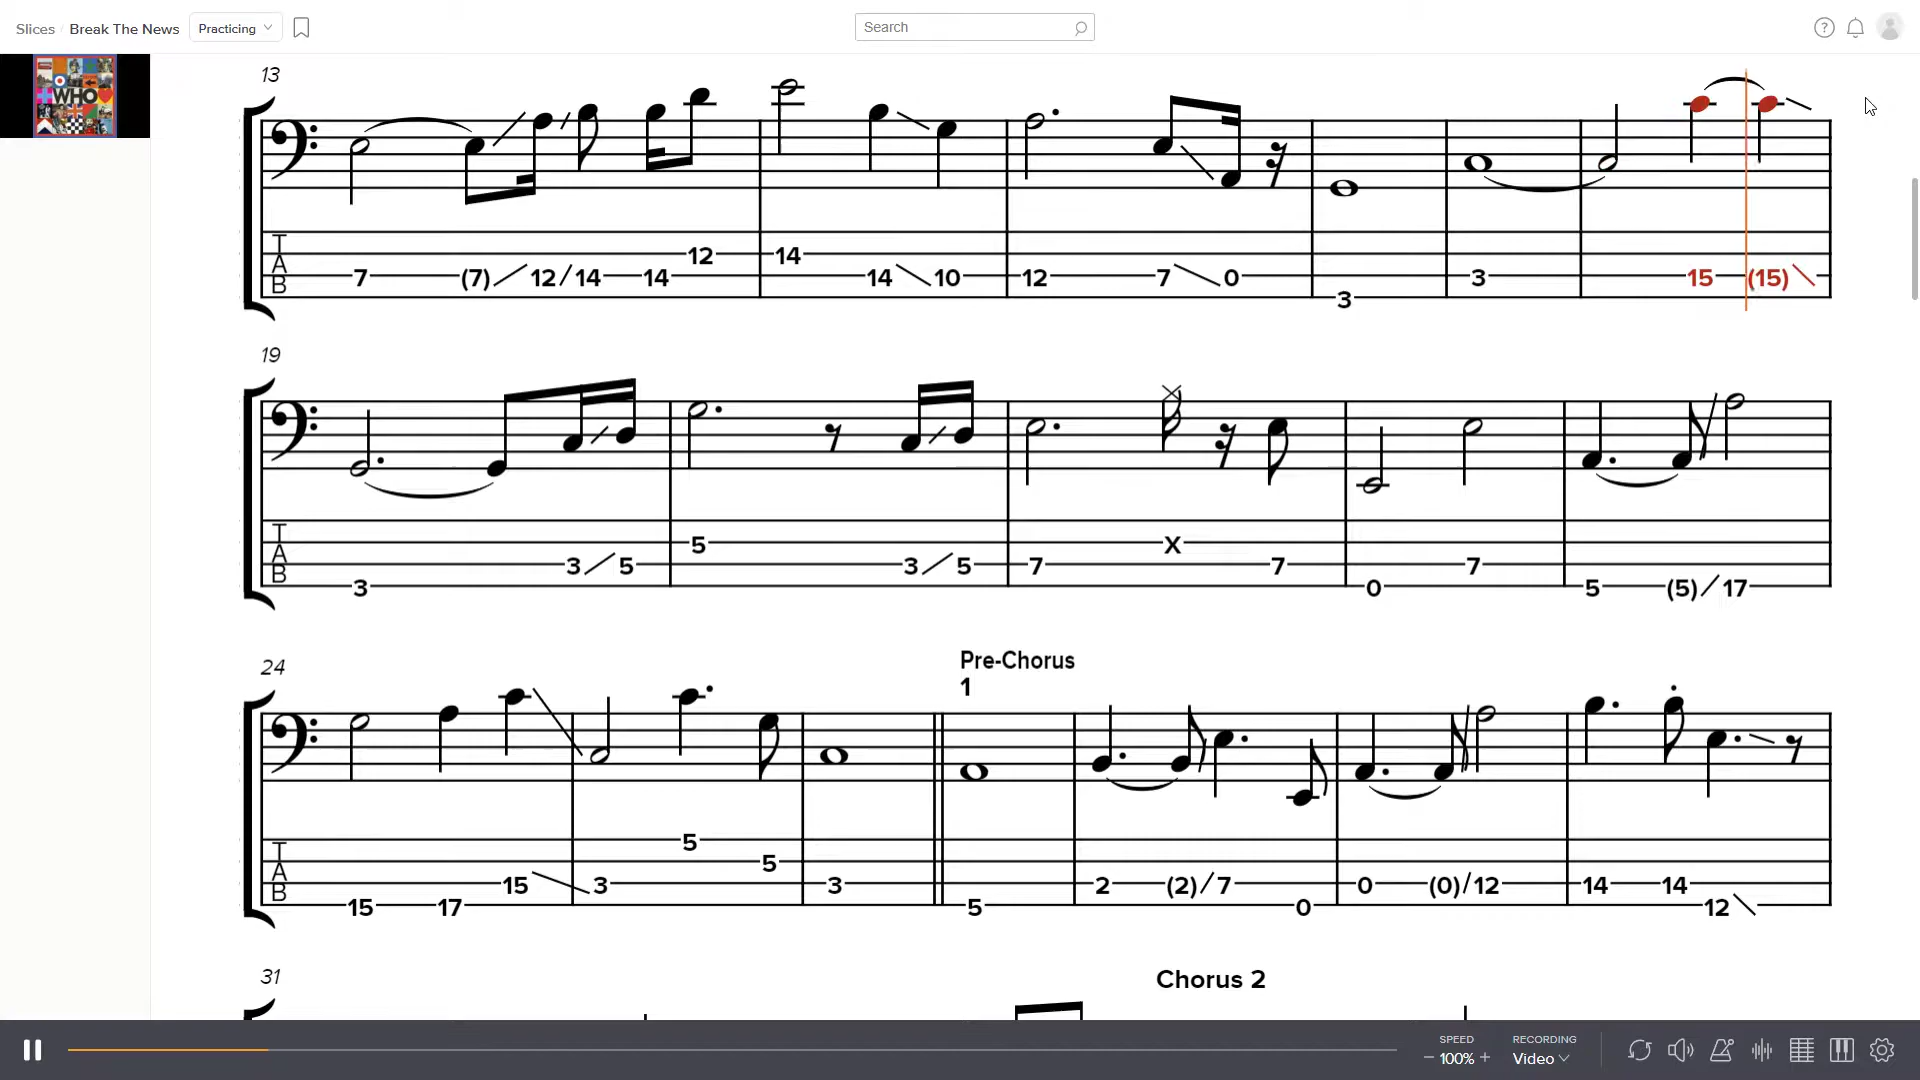 Slices / Break The News Practicing Search
WHO
13
T
A
B
7 (7) 12 14 14 12 14 14 10 12 7 0 3 3 15 (15)
19
T
A
B
3 3 5 5 3 5 7 X 7 0 7 5 (5) 17
24
Pre-Chorus
1
T
A
B
15 17 15 3 5 5 3 5 2 (2) 7 0 0 (0) 12 14 14 12
31
Chorus 2
SPEED RECORDING
100% Video